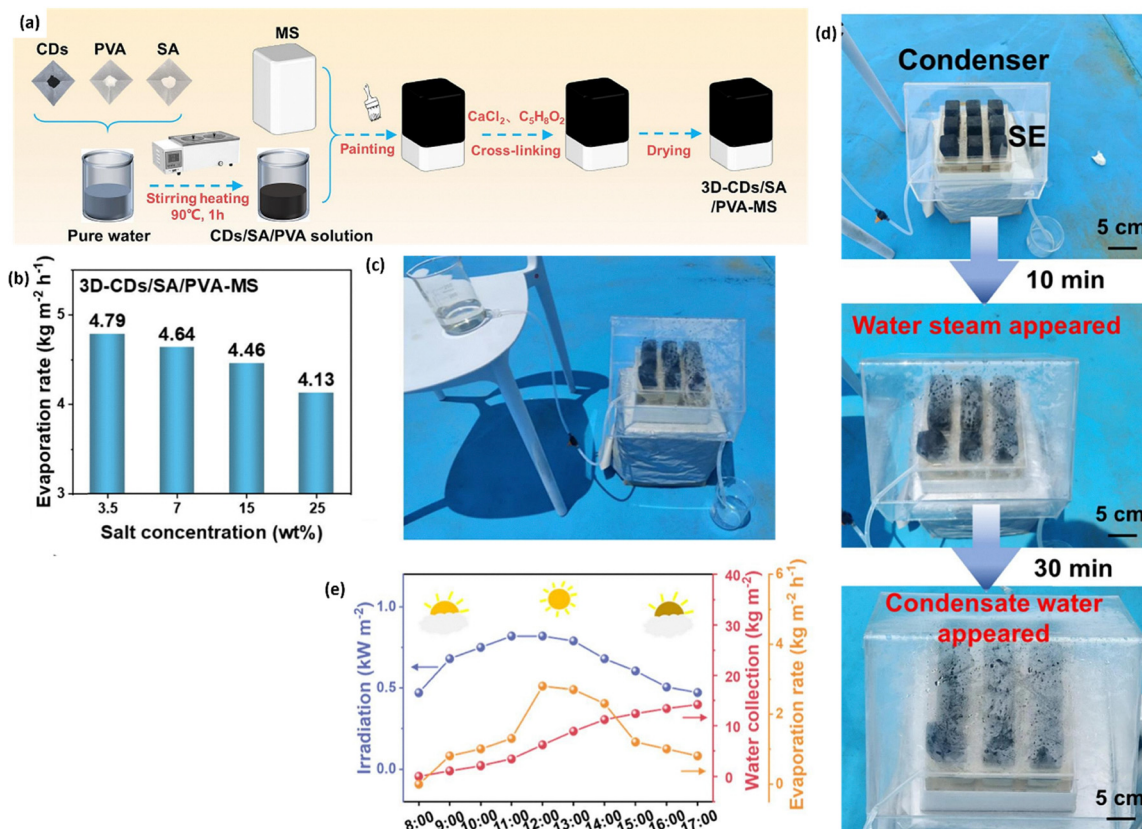 (a)
CDs PVA SA
MS
Stirring heating
90℃, 1h
Pure water
CDs/SA/PVA solution
Painting
CaCl₂、C₅H₈O₂
Cross-linking
Drying
3D-CDs/SA
/PVA-MS
(b)
3D-CDs/SA/PVA-MS
Evaporation rate (kg m⁻² h⁻¹)
5
4
3
4.79
4.64
4.46
4.13
3.5 7 15 25
Salt concentration (wt%)
(c)
(d)
Condenser
SE
5 cm
10 min
Water steam appeared
5 cm
30 min
Condensate water
appeared
5 cm
(e)
Irradiation (kW m⁻²)
1.0
0.5
0.0
Water collection (kg m⁻²)
40
30
20
10
0
Evaporation rate (kg m⁻² h⁻¹)
6
4
2
0
8:00 9:00 10:00 11:00 12:00 13:00 14:00 15:00 16:00 17:00